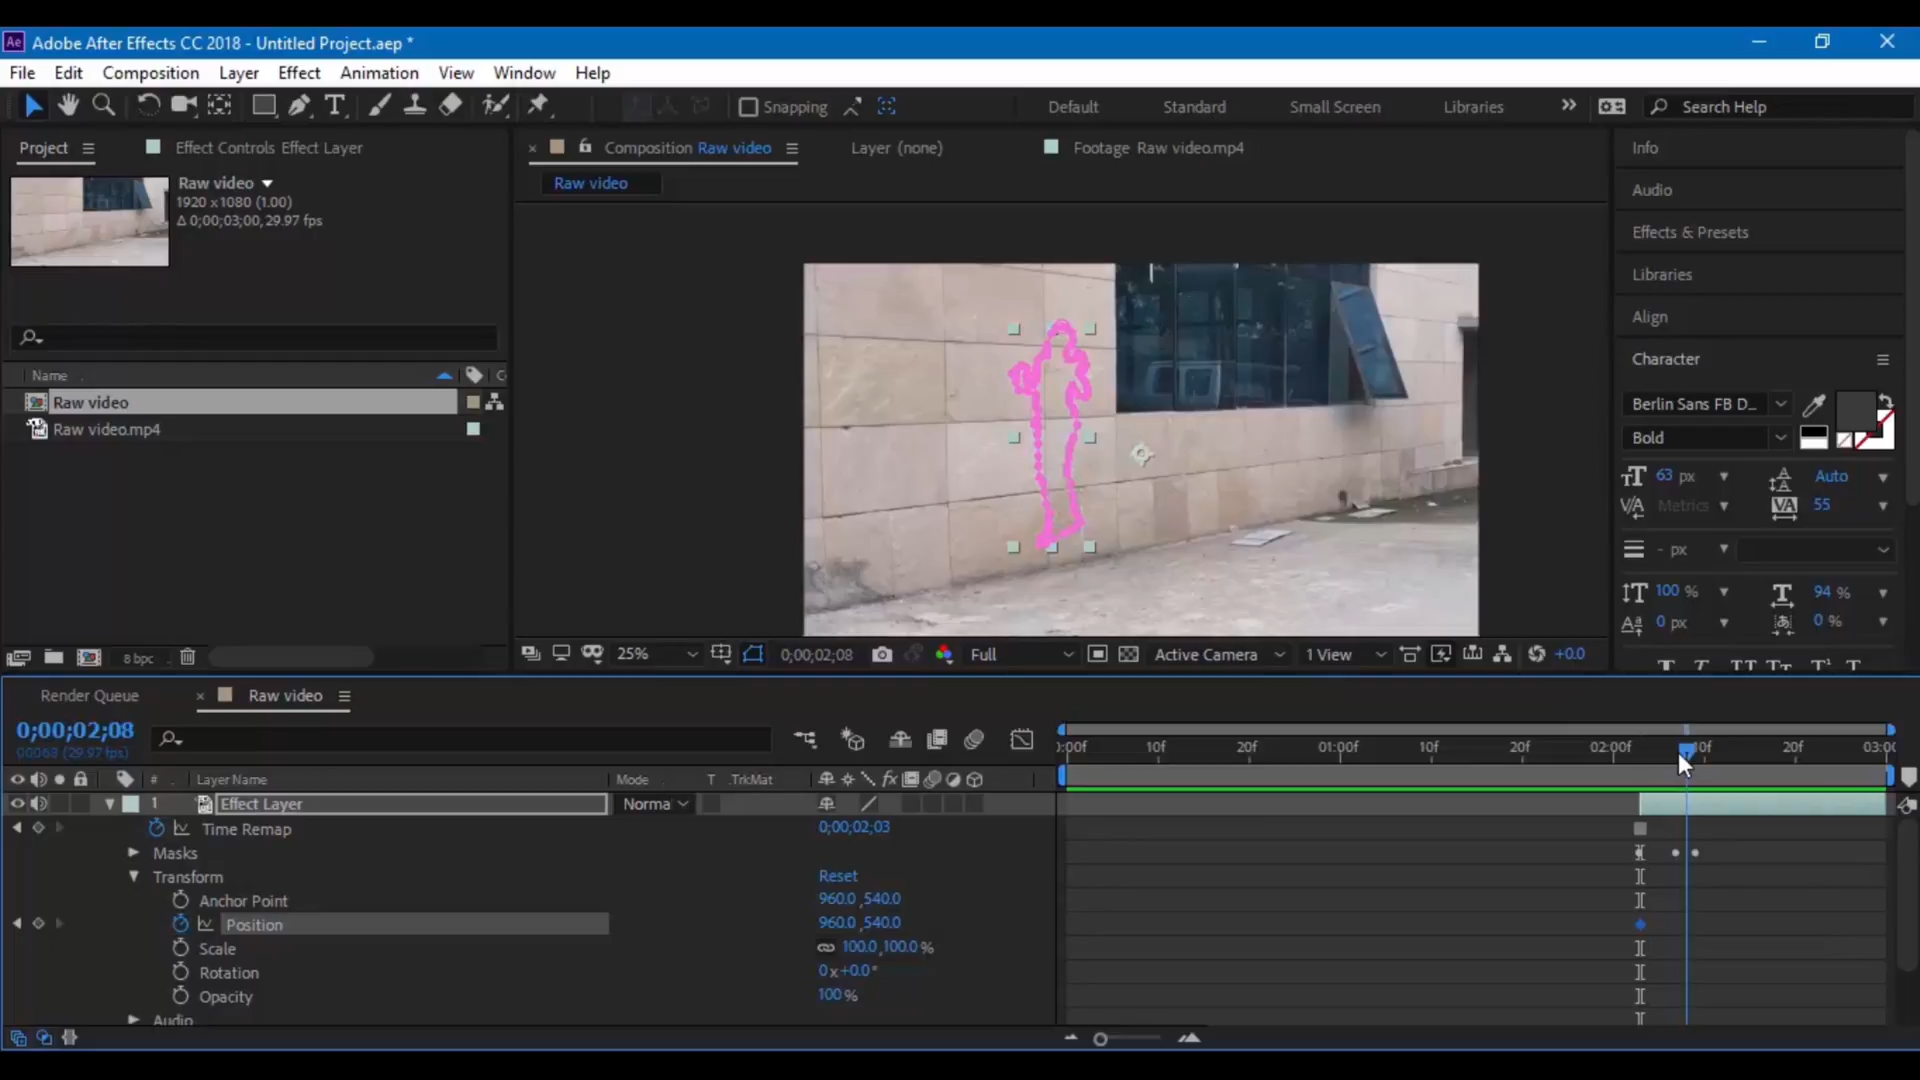 Ae Adobe After Effects CC 2018 - Untitled Project.aep *
File Edit Composition Layer Effect Animation View Window Help
T Snapping Default Standard Small Screen Libraries » Search Help
Project Effect Controls Effect Layer × Composition Raw video Layer (none) Footage Raw video.mp4 Info
Raw video
1920 x1080 (1.00)
Δ 0;00;03;00, 29.97 fps
Raw video
Audio
Effects & Presets
Libraries
Align
Character
Name
Raw video
Raw video.mp4
Berlin Sans FB D...
Bold
63 px Auto
Metrics 55
- px
100 % 94 %
0 px 0 %
8 bpc
25% 0;00;02;08 Full Active Camera 1 View +0.0
Render Queue × Raw video
0;00;02;08
00068 (29.97 fps)
:00f 10f 20f 01:00f 10f 20f 02:00f 10f 20f 03:00
# Layer Name Mode T .TrkMat
1 Effect Layer Norma
Time Remap 0;00;02;03
Masks
Transform Reset
Anchor Point 960.0 ,540.0
Position 960.0 ,540.0
Scale 100.0 ,100.0 %
Rotation 0 x +0.0 °
Opacity 100 %
Audio